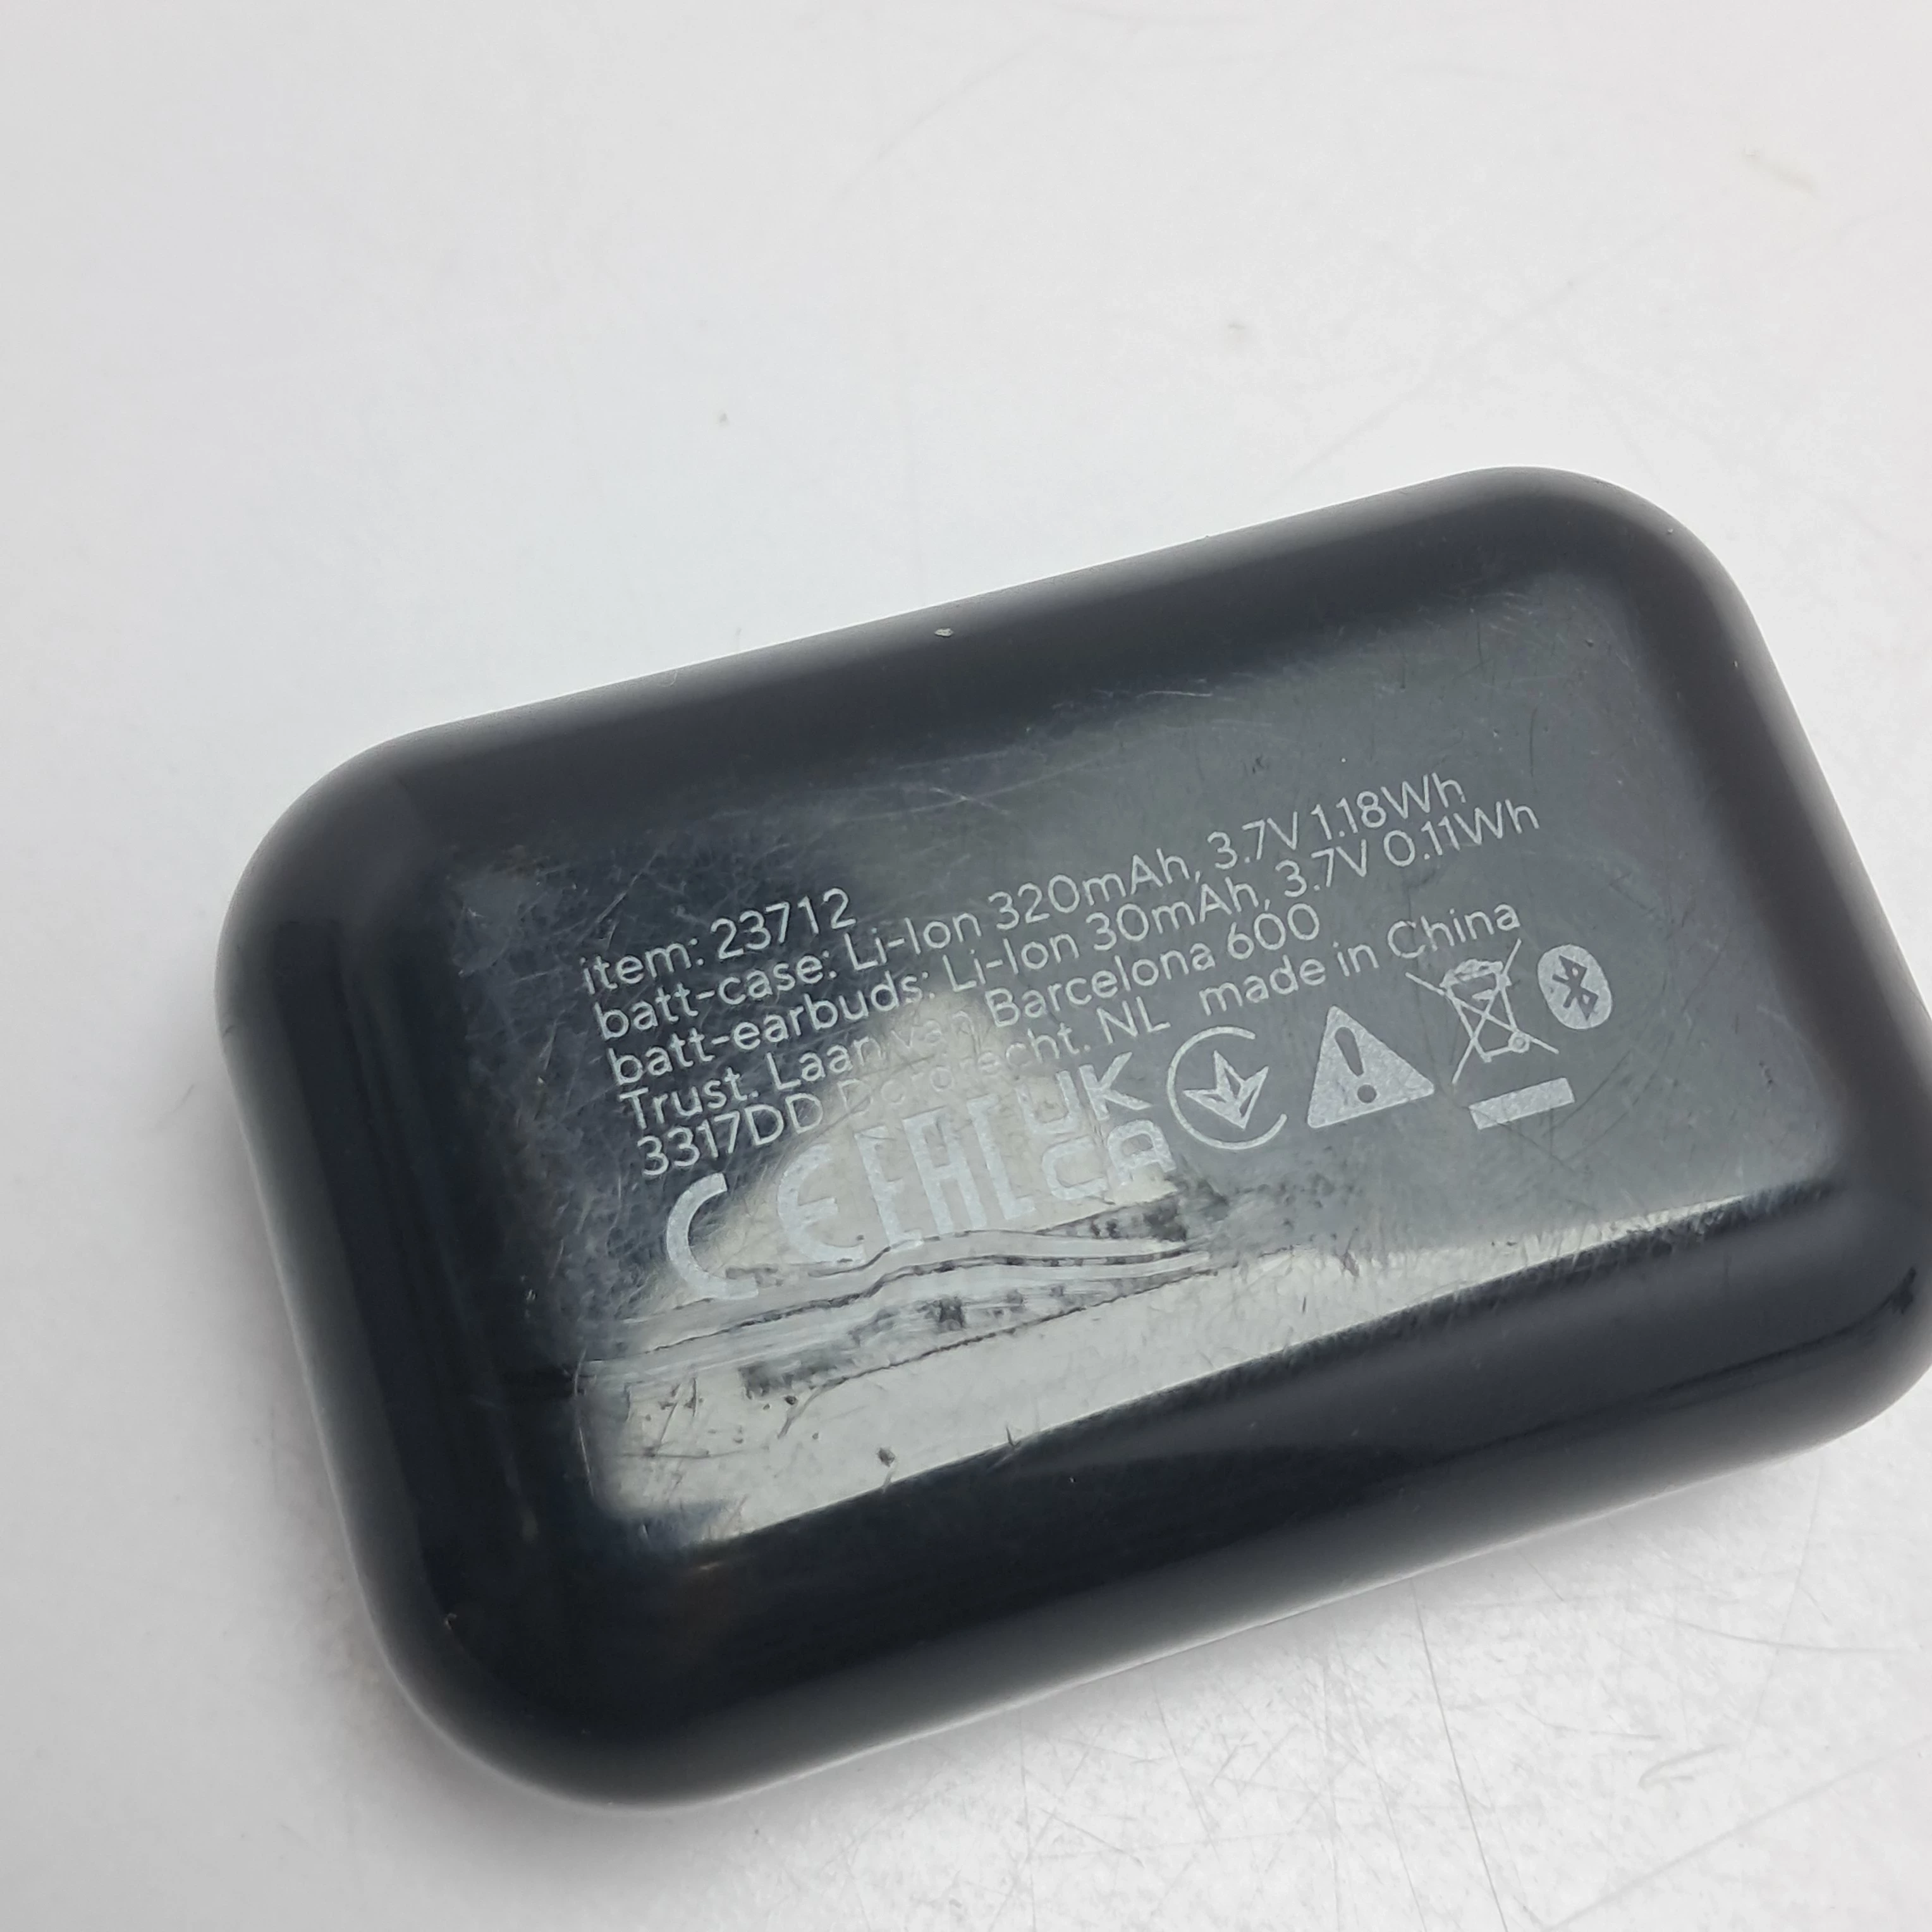 item: 23712
batt-case: Li-Ion 320mAh, 3.7V 1.18Wh
batt-earbuds: Li-Ion 30mAh, 3.7V 0.11Wh
Trust. Laan van Barcelona 600
3317DD Dordrecht. NL made in China
CE EAC UK
CA